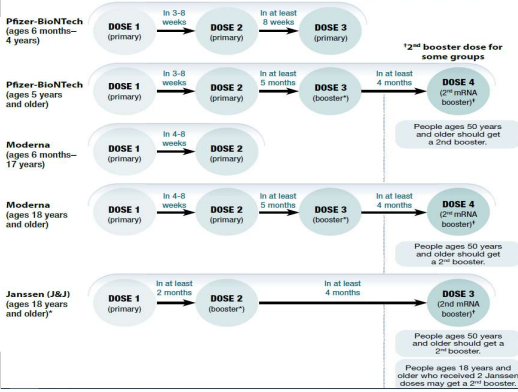 Pfizer-BioNTech
(ages 6 months–
4 years)
DOSE 1
(primary)
In 3-8
weeks
DOSE 2
(primary)
In at least
8 weeks
DOSE 3
(primary)
†2nd booster dose for
some groups
Pfizer-BioNTech
(ages 5 years
and older)
DOSE 1
(primary)
In 3-8
weeks
DOSE 2
(primary)
In at least
5 months
DOSE 3
(booster*)
In at least
4 months
DOSE 4
(2nd mRNA
booster)†
People ages 50 years
and older should get
a 2nd booster.
Moderna
(ages 6 months–
17 years)
DOSE 1
(primary)
In 4-8
weeks
DOSE 2
(primary)
Moderna
(ages 18 years
and older)
DOSE 1
(primary)
In 4-8
weeks
DOSE 2
(primary)
In at least
5 months
DOSE 3
(booster*)
In at least
4 months
DOSE 4
(2nd mRNA
booster)†
People ages 50 years
and older should get
a 2nd booster.
Janssen (J&J)
(ages 18 years
and older)*
DOSE 1
(primary)
In at least
2 months
DOSE 2
(booster*)
In at least
4 months
DOSE 3
(2nd mRNA
booster)†
People ages 50 years
and older should get a
2nd booster.
People ages 18 years and
older who received 2 Janssen
doses may get a 2nd booster.